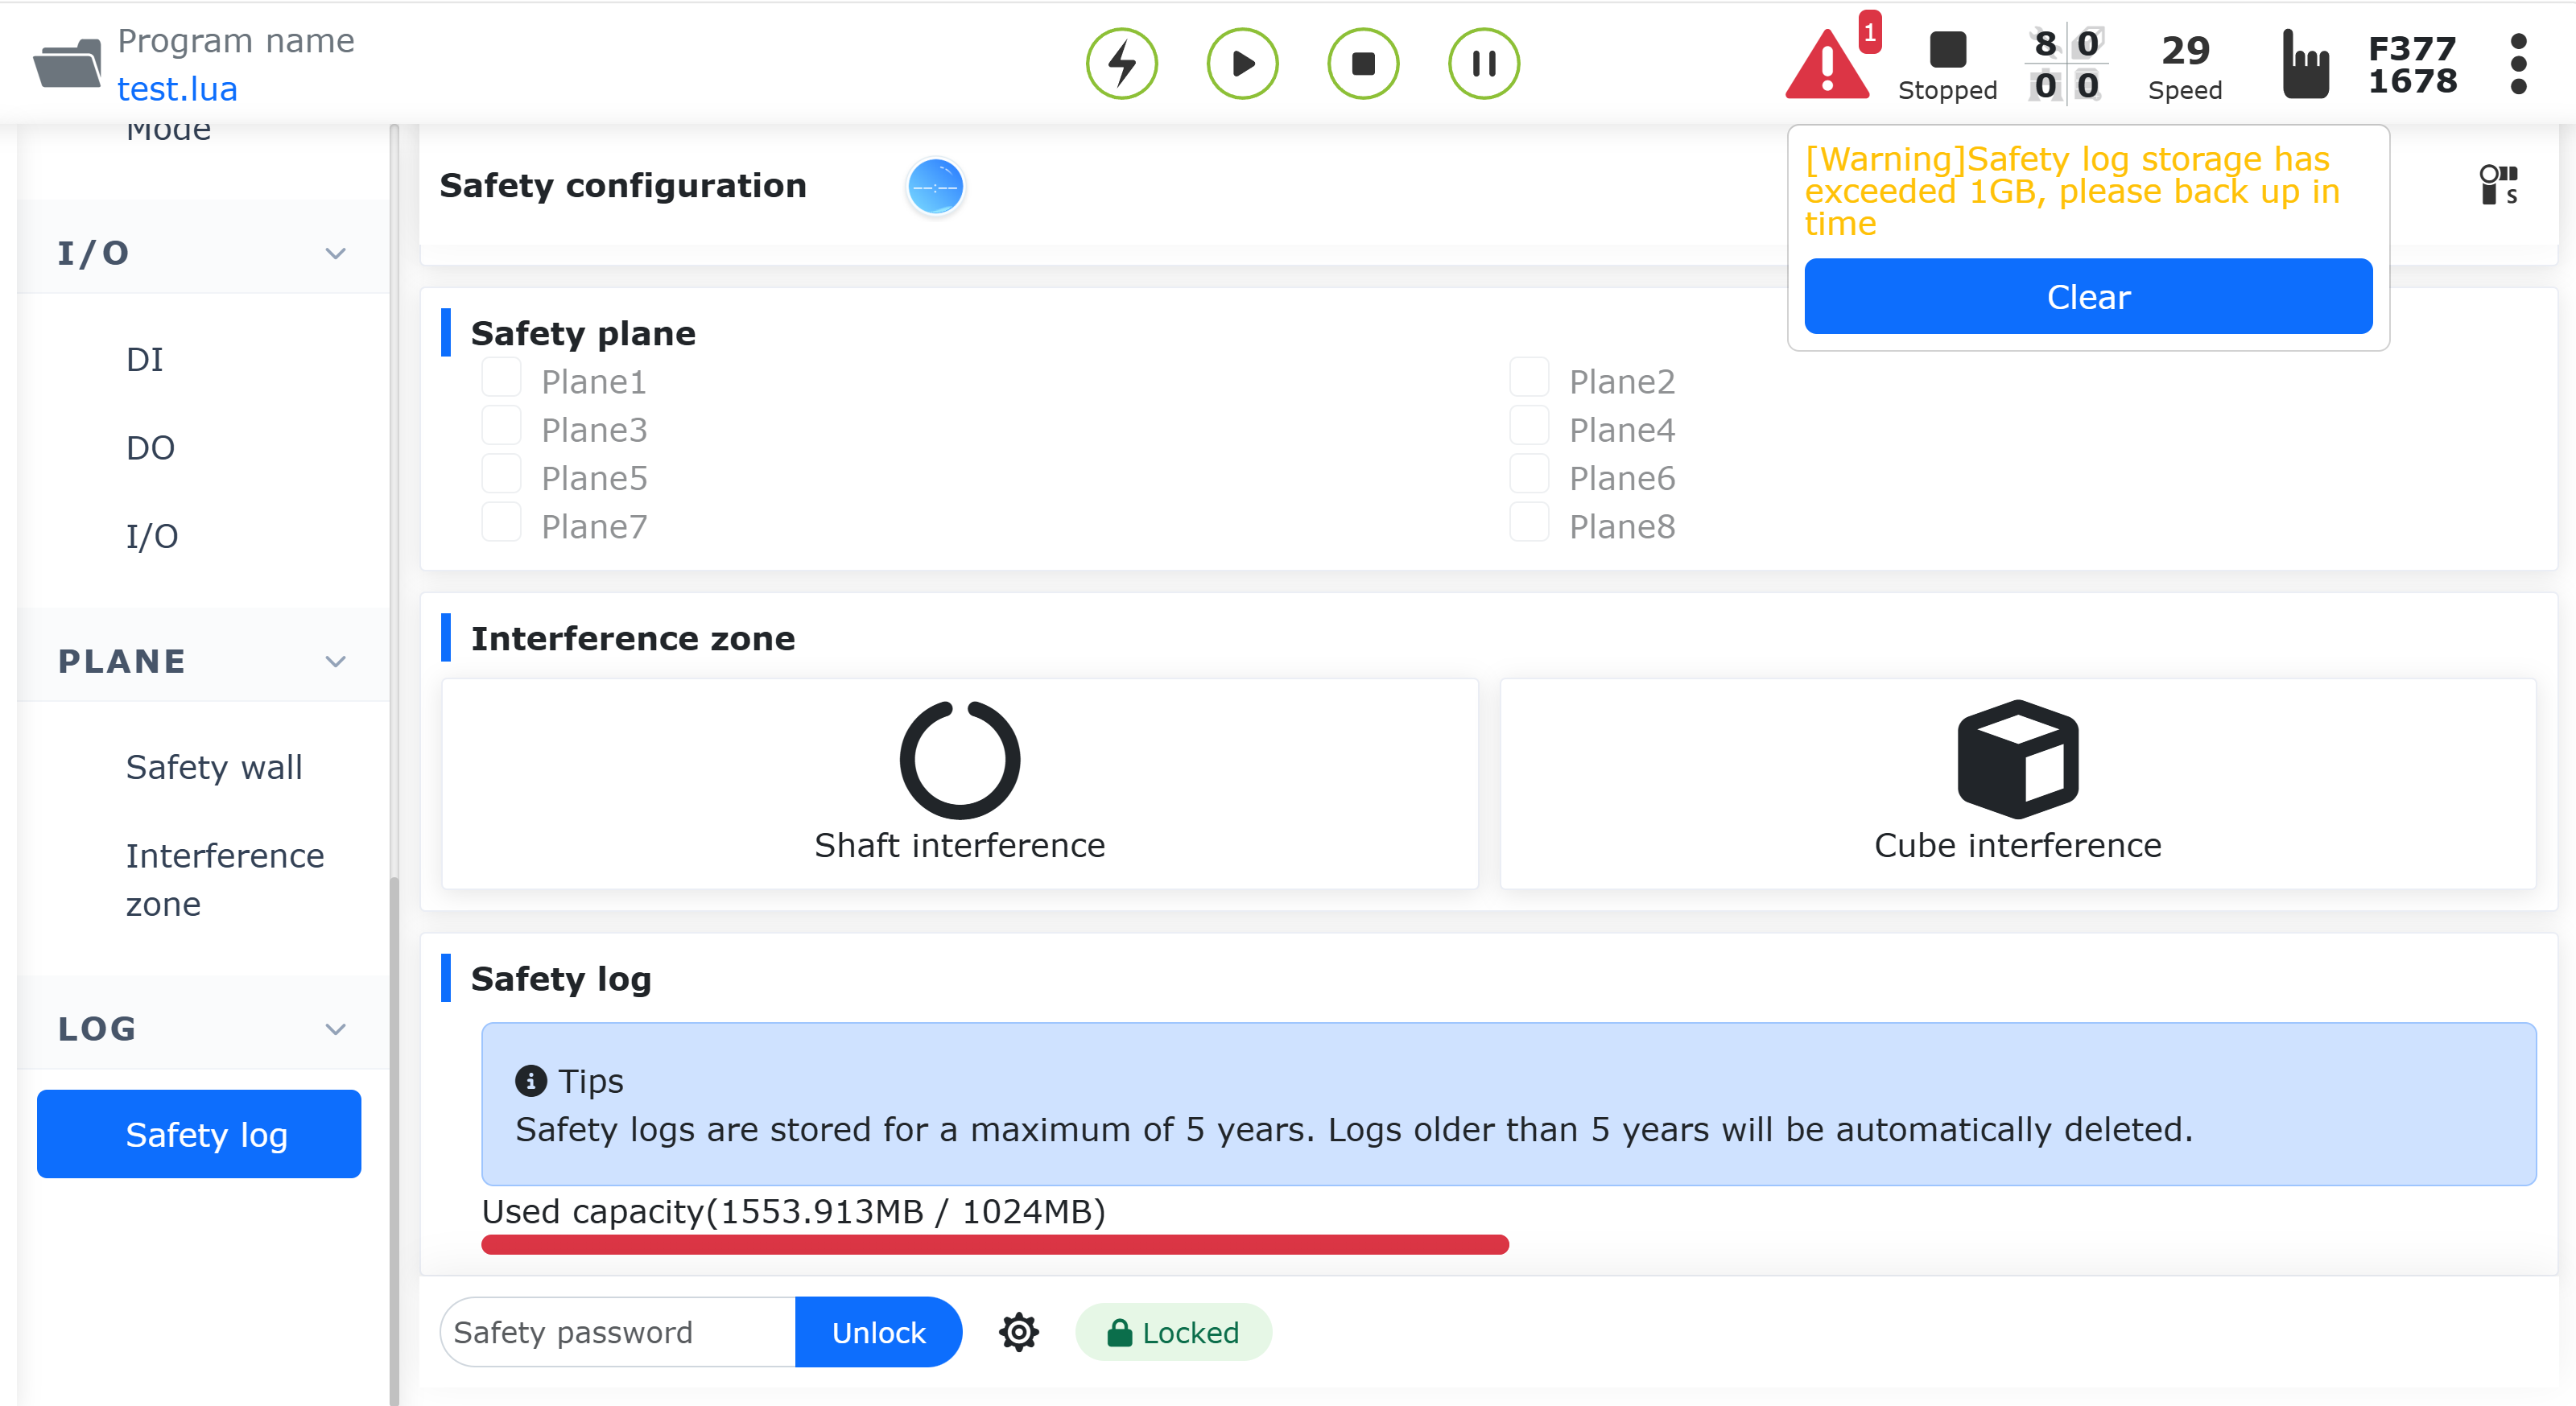 Program name
test.lua
1
Stopped
8 0
0 0
29
Speed
F377
1678
Mode
I/O
DI
DO
I/O
PLANE
Safety wall
Interference
zone
LOG
Safety log
Safety configuration
--:--
[Warning]Safety log storage has
exceeded 1GB, please back up in
time
Clear
S
Safety plane
Plane1
Plane2
Plane3
Plane4
Plane5
Plane6
Plane7
Plane8
Interference zone
Shaft interference
Cube interference
Safety log
Tips
Safety logs are stored for a maximum of 5 years. Logs older than 5 years will be automatically deleted.
Used capacity(1553.913MB / 1024MB)
Safety password
Unlock
Locked